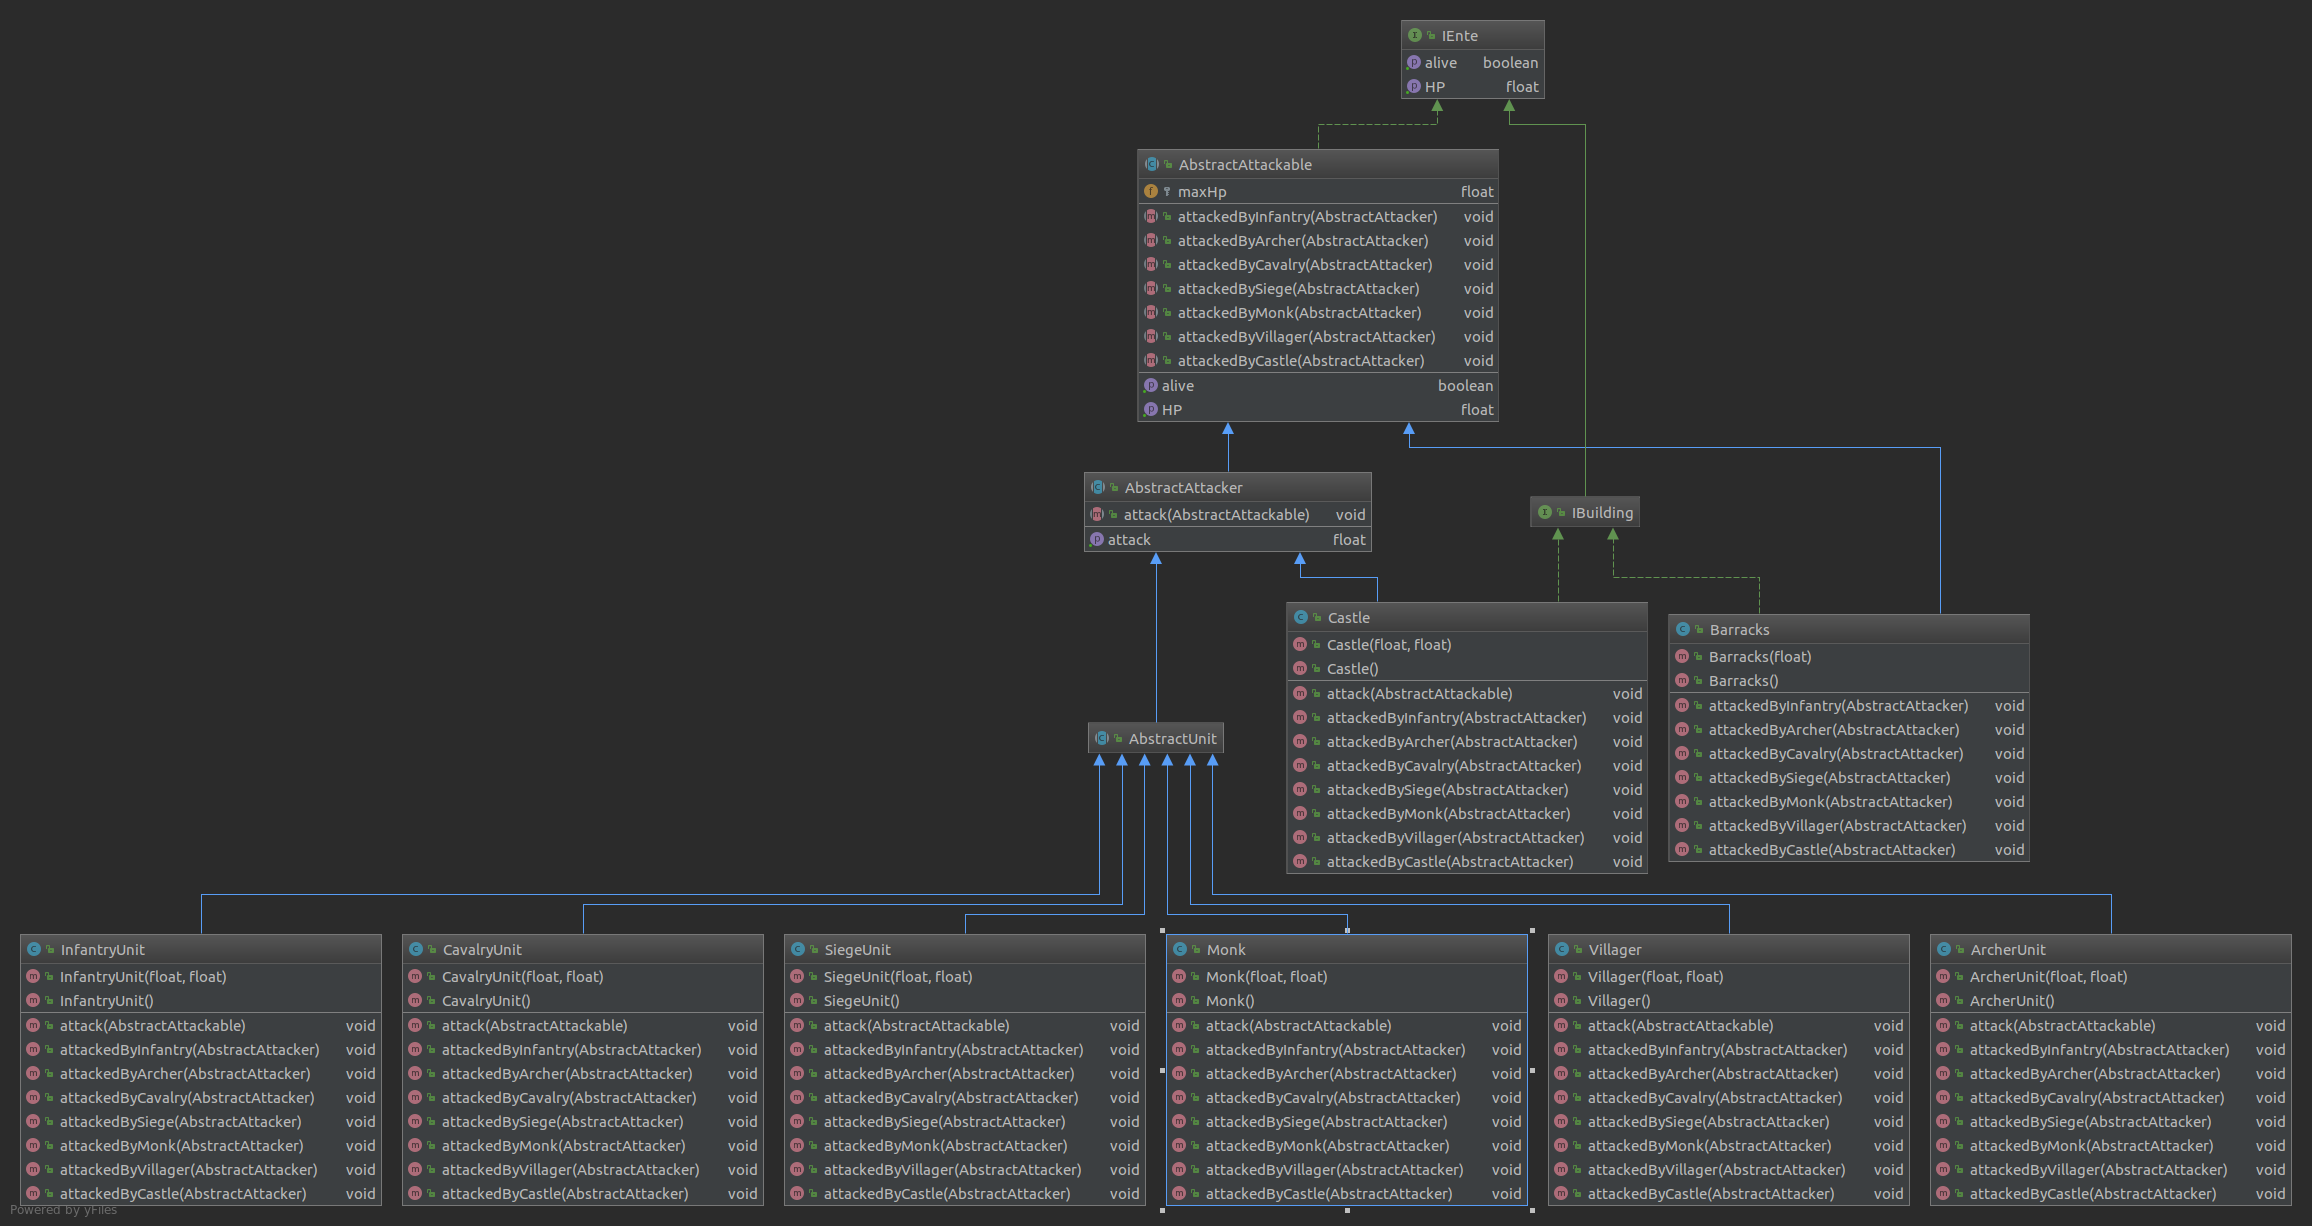 IEnte
alive boolean
HP float
AbstractAttackable
maxHp float
attackedByInfantry(AbstractAttacker) void
attackedByArcher(AbstractAttacker) void
attackedByCavalry(AbstractAttacker) void
attackedBySiege(AbstractAttacker) void
attackedByMonk(AbstractAttacker) void
attackedByVillager(AbstractAttacker) void
attackedByCastle(AbstractAttacker) void
alive boolean
HP float
AbstractAttacker
attack(AbstractAttackable) void
attack float
IBuilding
Castle
Castle(float, float)
Castle()
attack(AbstractAttackable) void
attackedByInfantry(AbstractAttacker) void
attackedByArcher(AbstractAttacker) void
attackedByCavalry(AbstractAttacker) void
attackedBySiege(AbstractAttacker) void
attackedByMonk(AbstractAttacker) void
attackedByVillager(AbstractAttacker) void
attackedByCastle(AbstractAttacker) void
Barracks
Barracks(float)
Barracks()
attackedByInfantry(AbstractAttacker) void
attackedByArcher(AbstractAttacker) void
attackedByCavalry(AbstractAttacker) void
attackedBySiege(AbstractAttacker) void
attackedByMonk(AbstractAttacker) void
attackedByVillager(AbstractAttacker) void
attackedByCastle(AbstractAttacker) void
AbstractUnit
InfantryUnit
InfantryUnit(float, float)
InfantryUnit()
attack(AbstractAttackable) void
attackedByInfantry(AbstractAttacker) void
attackedByArcher(AbstractAttacker) void
attackedByCavalry(AbstractAttacker) void
attackedBySiege(AbstractAttacker) void
attackedByMonk(AbstractAttacker) void
attackedByVillager(AbstractAttacker) void
attackedByCastle(AbstractAttacker) void
CavalryUnit
CavalryUnit(float, float)
CavalryUnit()
attack(AbstractAttackable) void
attackedByInfantry(AbstractAttacker) void
attackedByArcher(AbstractAttacker) void
attackedByCavalry(AbstractAttacker) void
attackedBySiege(AbstractAttacker) void
attackedByMonk(AbstractAttacker) void
attackedByVillager(AbstractAttacker) void
attackedByCastle(AbstractAttacker) void
SiegeUnit
SiegeUnit(float, float)
SiegeUnit()
attack(AbstractAttackable) void
attackedByInfantry(AbstractAttacker) void
attackedByArcher(AbstractAttacker) void
attackedByCavalry(AbstractAttacker) void
attackedBySiege(AbstractAttacker) void
attackedByMonk(AbstractAttacker) void
attackedByVillager(AbstractAttacker) void
attackedByCastle(AbstractAttacker) void
Monk
Monk(float, float)
Monk()
attack(AbstractAttackable) void
attackedByInfantry(AbstractAttacker) void
attackedByArcher(AbstractAttacker) void
attackedByCavalry(AbstractAttacker) void
attackedBySiege(AbstractAttacker) void
attackedByMonk(AbstractAttacker) void
attackedByVillager(AbstractAttacker) void
attackedByCastle(AbstractAttacker) void
Villager
Villager(float, float)
Villager()
attack(AbstractAttackable) void
attackedByInfantry(AbstractAttacker) void
attackedByArcher(AbstractAttacker) void
attackedByCavalry(AbstractAttacker) void
attackedBySiege(AbstractAttacker) void
attackedByMonk(AbstractAttacker) void
attackedByVillager(AbstractAttacker) void
attackedByCastle(AbstractAttacker) void
ArcherUnit
ArcherUnit(float, float)
ArcherUnit()
attack(AbstractAttackable) void
attackedByInfantry(AbstractAttacker) void
attackedByArcher(AbstractAttacker) void
attackedByCavalry(AbstractAttacker) void
attackedBySiege(AbstractAttacker) void
attackedByMonk(AbstractAttacker) void
attackedByVillager(AbstractAttacker) void
attackedByCastle(AbstractAttacker) void
Powered by yFiles